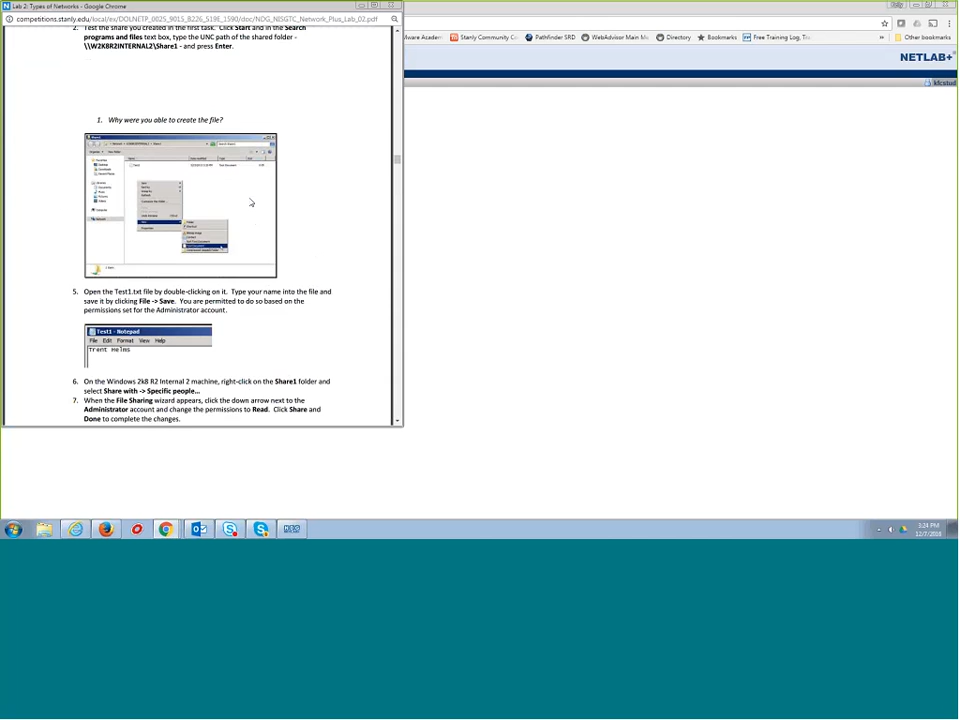 Lab 2: Types of Networks - Google Chrome
competitions.stanly.edu/local/ex/DOLNETP_0025_9015_B226_519E_1590/doc/NDG_NISGTC_Network_Plus_Lab_02.pdf
2. Test the share you created in the first task. Click Start and in the Search
programs and files text box, type the UNC path of the shared folder -
\\W2K8R2INTERNAL2\Share1 - and press Enter.
Stanly Community C
Pathfinder SRD
WebAdvisor Main M
Directory
Bookmarks
Free Training Log, Tr
Other bookmarks
NETLAB+
1. Why were you able to create the file?
5. Open the Test1.txt file by double-clicking on it. Type your name into the file and
save it by clicking File -> Save. You are permitted to do so based on the
permissions set for the Administrator account.
Test1 - Notepad
File Edit Format View Help
Trent Helms
6. On the Windows 2k8 R2 Internal 2 machine, right-click on the Share1 folder and
select Share with -> Specific people...
7. When the File Sharing wizard appears, click the down arrow next to the
Administrator account and change the permissions to Read. Click Share and
Done to complete the changes.
3:24 PM